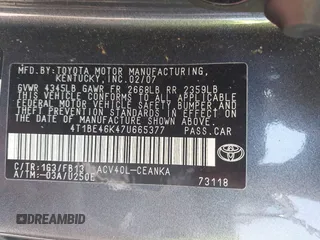 MFD. BY: TOYOTA MOTOR MANUFACTURING,
KENTUCKY, INC. 02/07
GVWR 4345LB GAWR FR 2668LB RR 2359LB
THIS VEHICLE CONFORMS TO ALL APPLICABLE
FEDERAL MOTOR VEHICLE SAFETY, BUMPER, AND
THEFT PREVENTION STANDARDS IN EFFECT ON
THE DATE OF MANUFACTURE SHOWN ABOVE.
4T1BE46K47U665377 PASS.CAR
C/TR:1G3/FB13 ACV40L-CEANKA
A/TM:-03A/U250E
TOYOTA
73118
DREAMBID